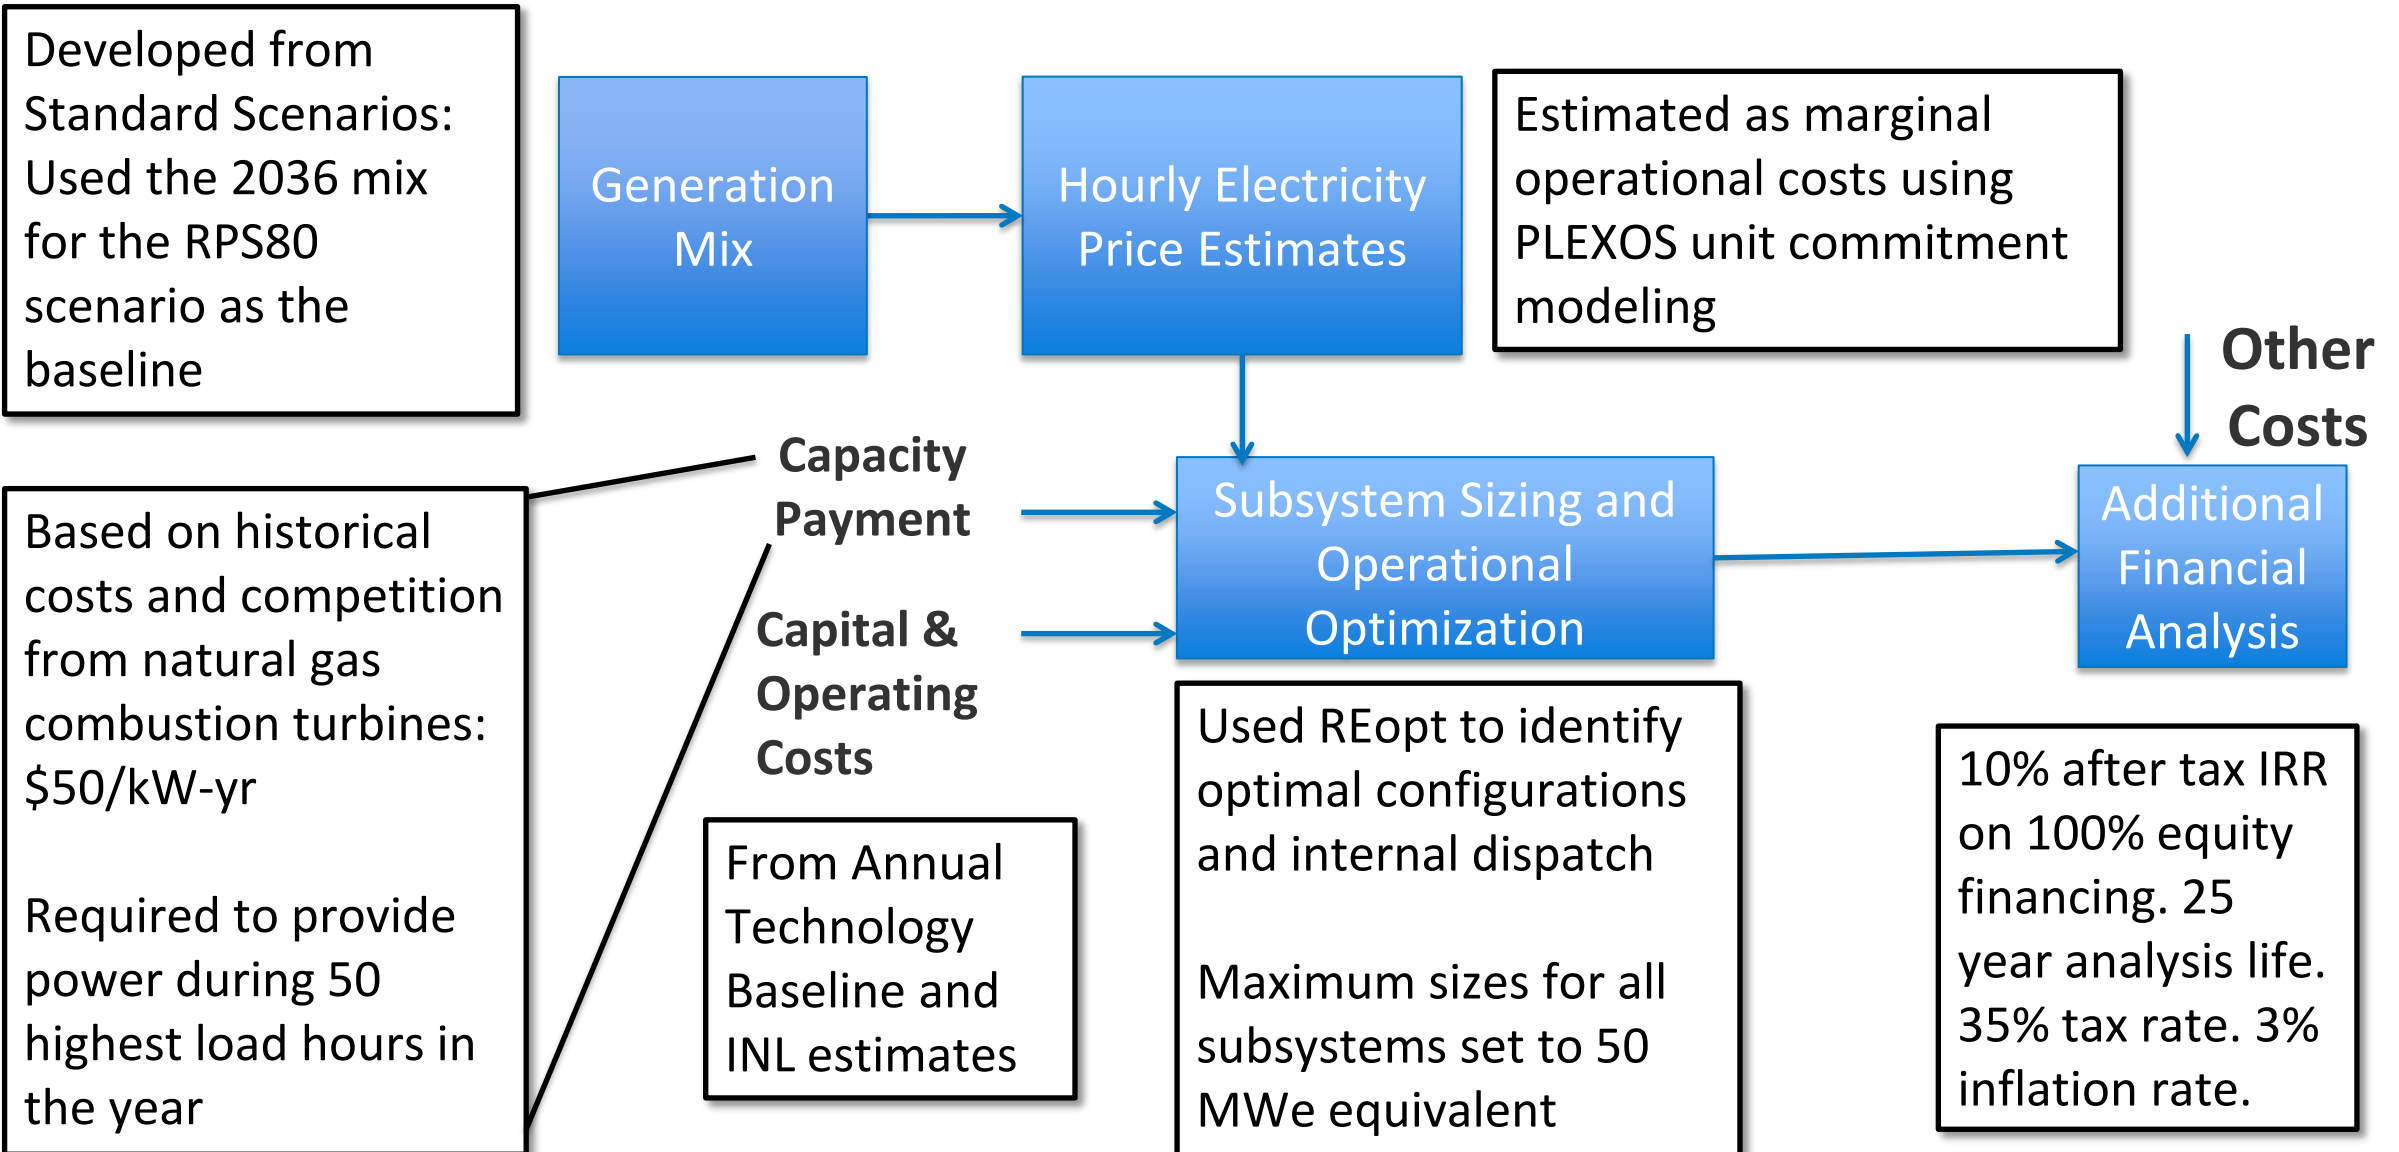 Developed from
Standard Scenarios:
Used the 2036 mix
for the RPS80
scenario as the
baseline
Generation
Mix
Hourly Electricity
Price Estimates
Estimated as marginal
operational costs using
PLEXOS unit commitment
modeling
Other
Costs
Capacity
Payment
Capital &
Operating
Costs
Subsystem Sizing and
Operational
Optimization
Additional
Financial
Analysis
Based on historical
costs and competition
from natural gas
combustion turbines:
$50/kW-yr
Required to provide
power during 50
highest load hours in
the year
From Annual
Technology
Baseline and
INL estimates
Used REopt to identify
optimal configurations
and internal dispatch
Maximum sizes for all
subsystems set to 50
MWe equivalent
10% after tax IRR
on 100% equity
financing. 25
year analysis life.
35% tax rate. 3%
inflation rate.